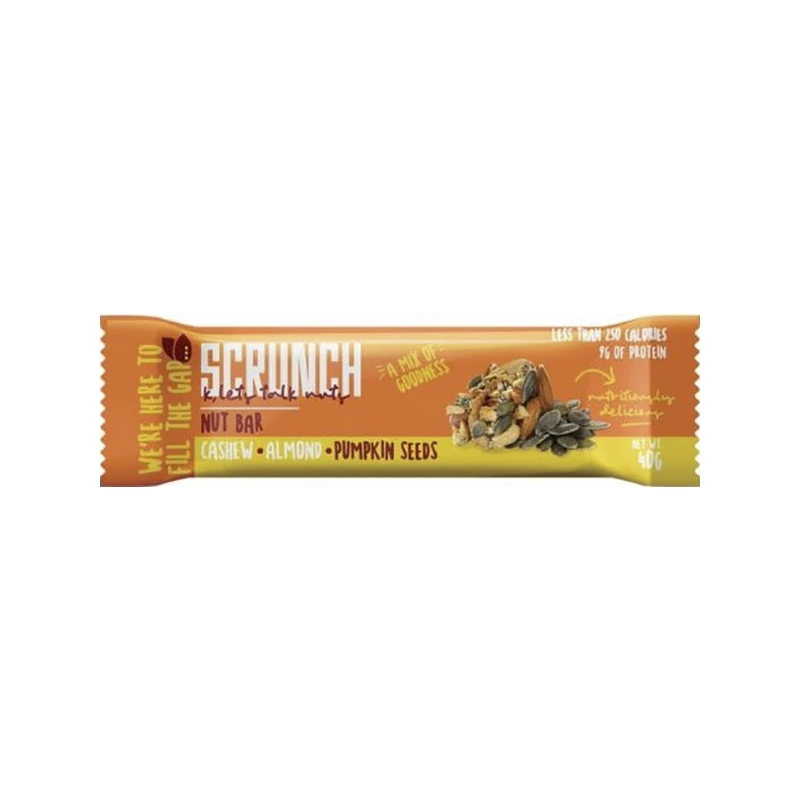 WE'RE HERE TO
FILL THE GAP
SCRUNCH
k, lets talk nuts
NUT BAR
CASHEW • ALMOND • PUMPKIN SEEDS
A MIX OF
GOODNESS
LESS THAN 250 CALORIES
9G OF PROTEIN
nutritionally
delicious
NET WT
40G